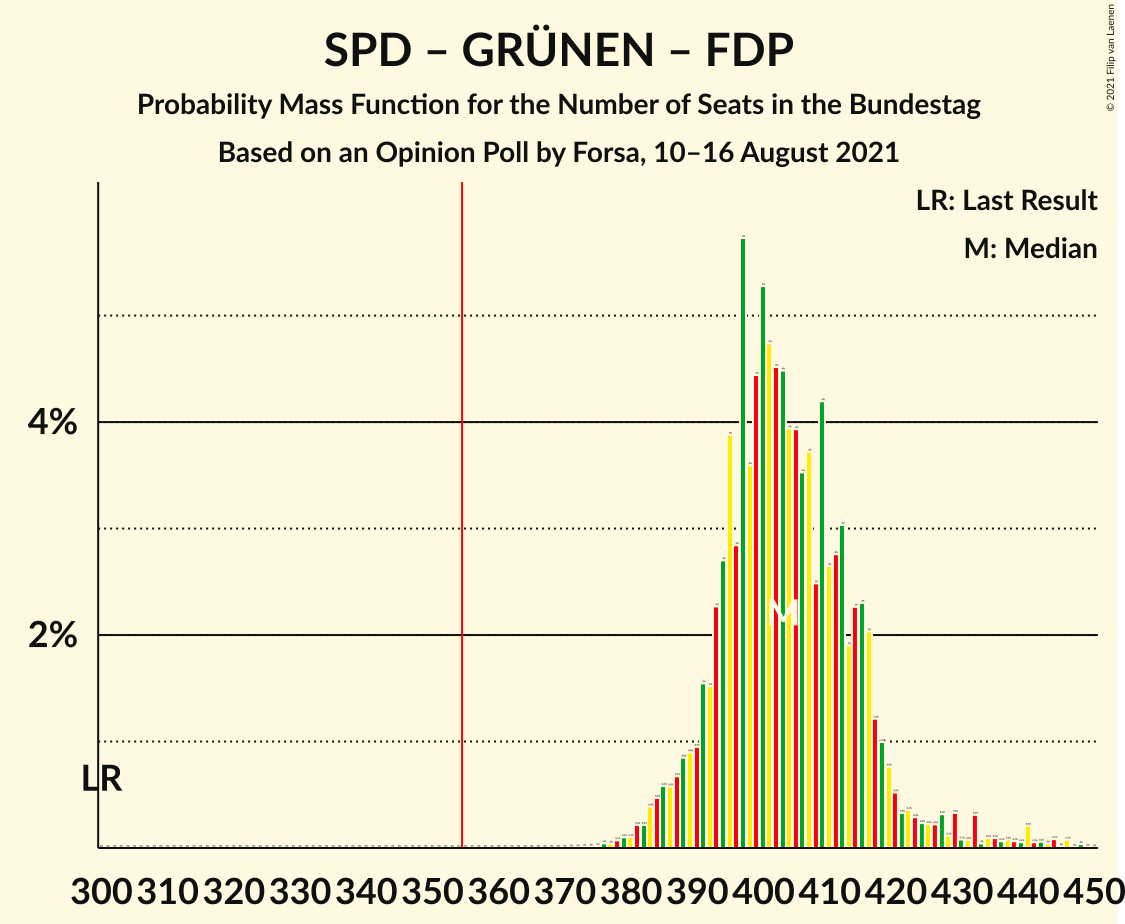 SPD – GRÜNEN – FDP
Probability Mass Function for the Number of Seats in the Bundestag
Based on an Opinion Poll by Forsa, 10–16 August 2021
© 2021 Filip van Laenen
LR: Last Result
M: Median
4%
2%
M
LR
300 310 320 330 340 350 360 370 380 390 400 410 420 430 440 450